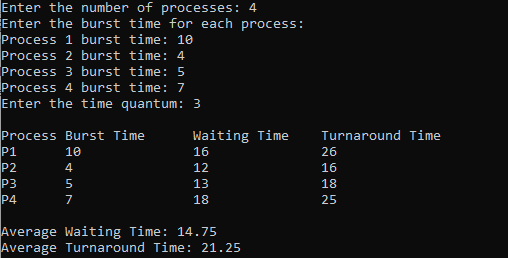 Enter the number of processes: 4
Enter the burst time for each process:
Process 1 burst time: 10
Process 2 burst time: 4
Process 3 burst time: 5
Process 4 burst time: 7
Enter the time quantum: 3
Process Burst Time Waiting Time Turnaround Time
P1 10 16 26
P2 4 12 16
P3 5 13 18
P4 7 18 25
Average Waiting Time: 14.75
Average Turnaround Time: 21.25